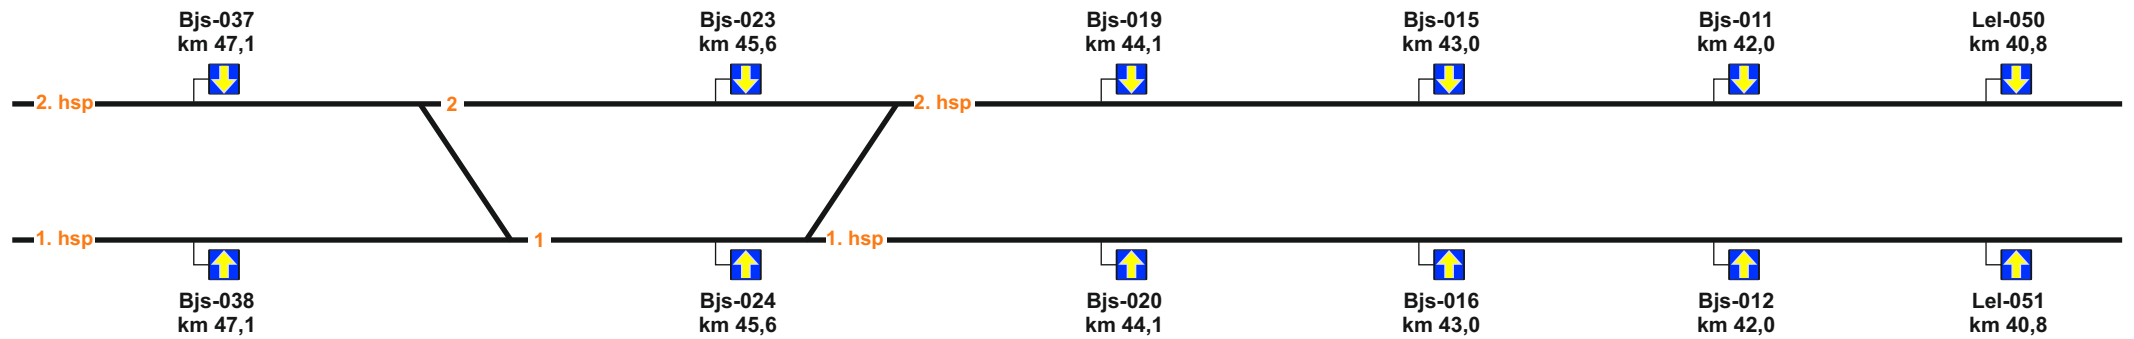 Bjs-037
km 47,1
Bjs-023
km 45,6
Bjs-019
km 44,1
Bjs-015
km 43,0
Bjs-011
km 42,0
Lel-050
km 40,8
2. hsp
2
2. hsp
1. hsp
1
1. hsp
Bjs-038
km 47,1
Bjs-024
km 45,6
Bjs-020
km 44,1
Bjs-016
km 43,0
Bjs-012
km 42,0
Lel-051
km 40,8